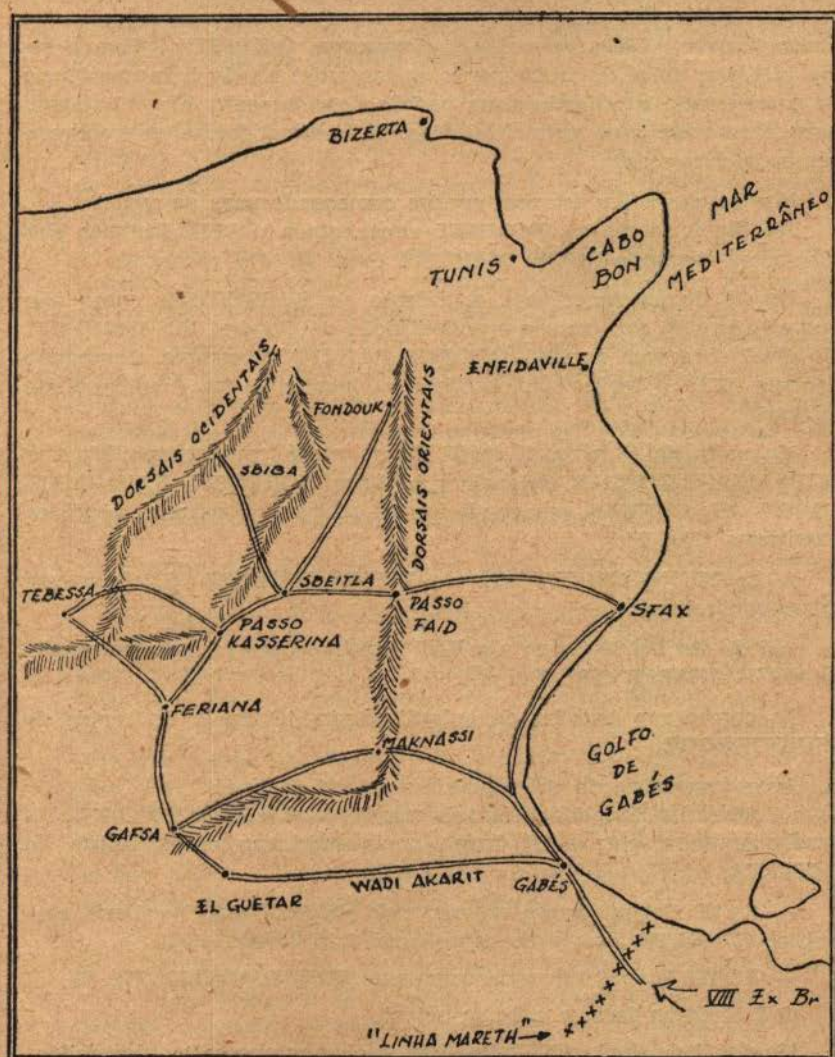 BIZERTA
MAR
MEDITERRÂNEO
CABO
BON
TUNIS
ENFIDAVILLE
DORSAIS OCIDENTAIS
FONDOUK
DORSAIS ORIENTAIS
SBIBA
TEBESSA
SBEITLA
PASSO
KASSERINA
PASSO
FAID
SFAX
FERIANA
MAKNASSI
GOLFO
DE
GABÉS
GAFSA
EL GUETAR
WADI AKARIT
GABÉS
VIII Ex Br
"LINHA MARETH"